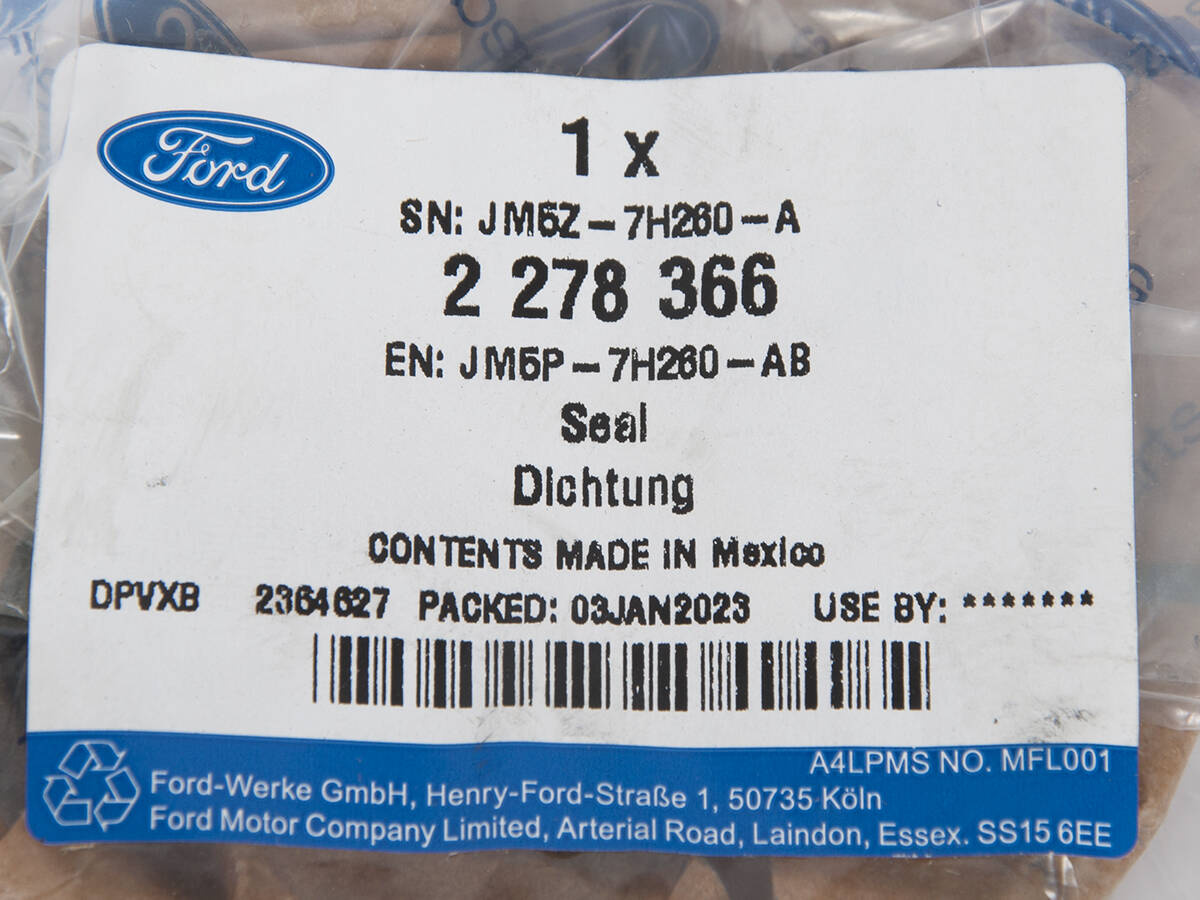 Ford
1 x
SN: JM5Z-7H260-A
2 278 366
EN: JM5P-7H260-AB
Seal
Dichtung
CONTENTS MADE IN Mexico
DPVXB 2364627 PACKED: 03JAN2023 USE BY: *******
A4LPMS NO. MFL001
Ford-Werke GmbH, Henry-Ford-Straße 1, 50735 Köln
Ford Motor Company Limited, Arterial Road, Laindon, Essex. SS15 6EE